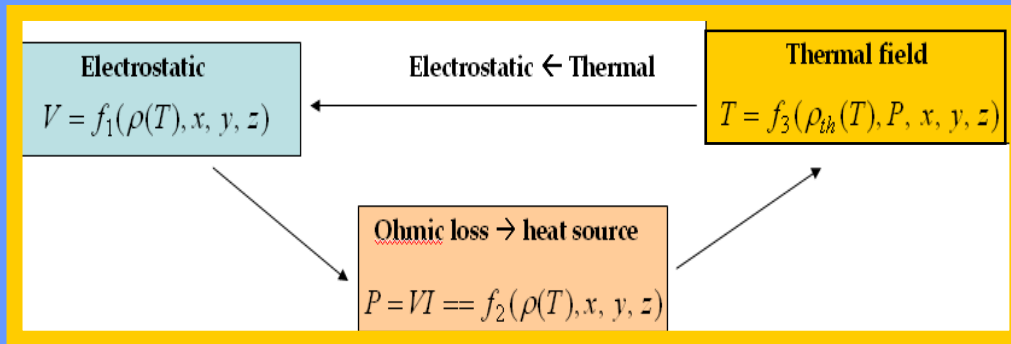 Electrostatic
V = f₁(ρ(T), x, y, z)
Electrostatic ← Thermal
Thermal field
T = f₃(ρₜₕ(T), P, x, y, z)
Ohmic loss → heat source
P = VI == f₂(ρ(T), x, y, z)